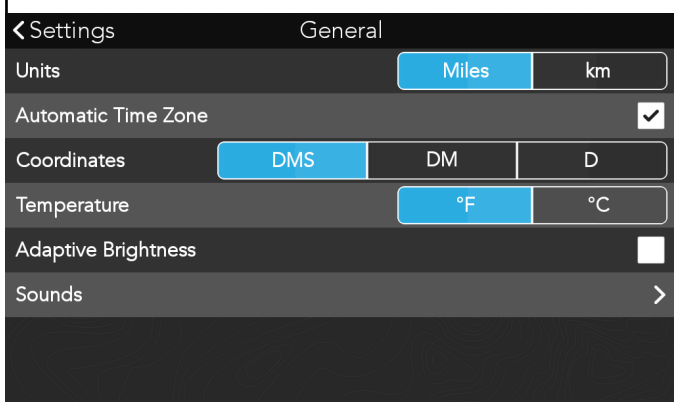 Settings General
Units Miles km
Automatic Time Zone
Coordinates DMS DM D
Temperature °F °C
Adaptive Brightness
Sounds